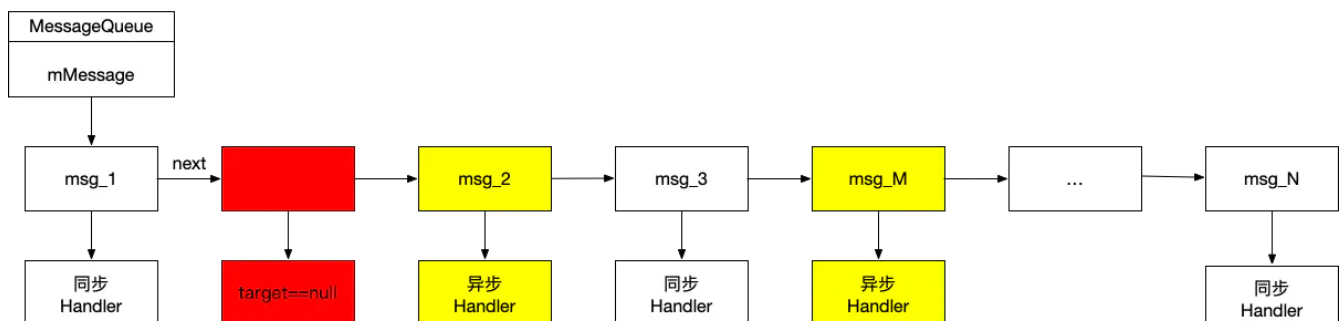 MessageQueue
mMessage
msg_1
next
msg_2
msg_3
msg_M
...
msg_N
同步
Handler
target==null
异步
Handler
同步
Handler
异步
Handler
同步
Handler